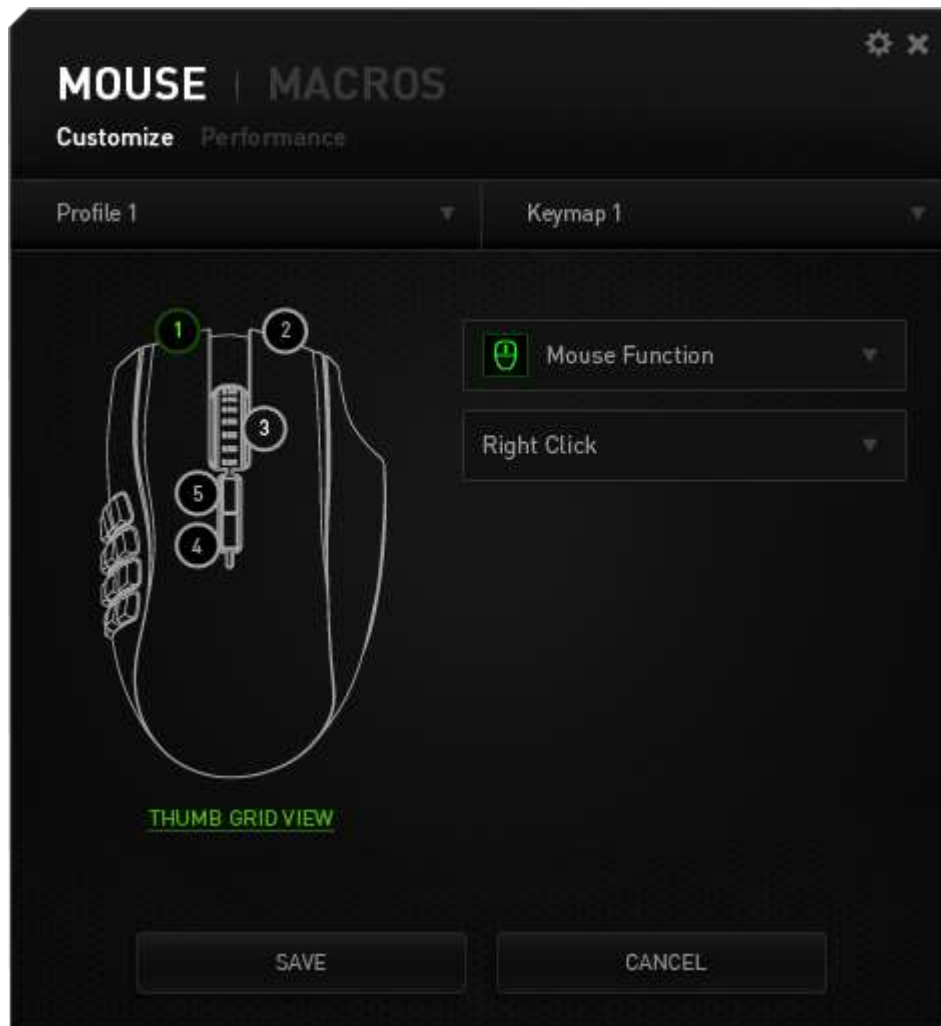 MOUSE | MACROS
Customize Performance
Profile 1 Keymap 1
1 2
Mouse Function
3
Right Click
5
4
THUMB GRID VIEW
SAVE CANCEL